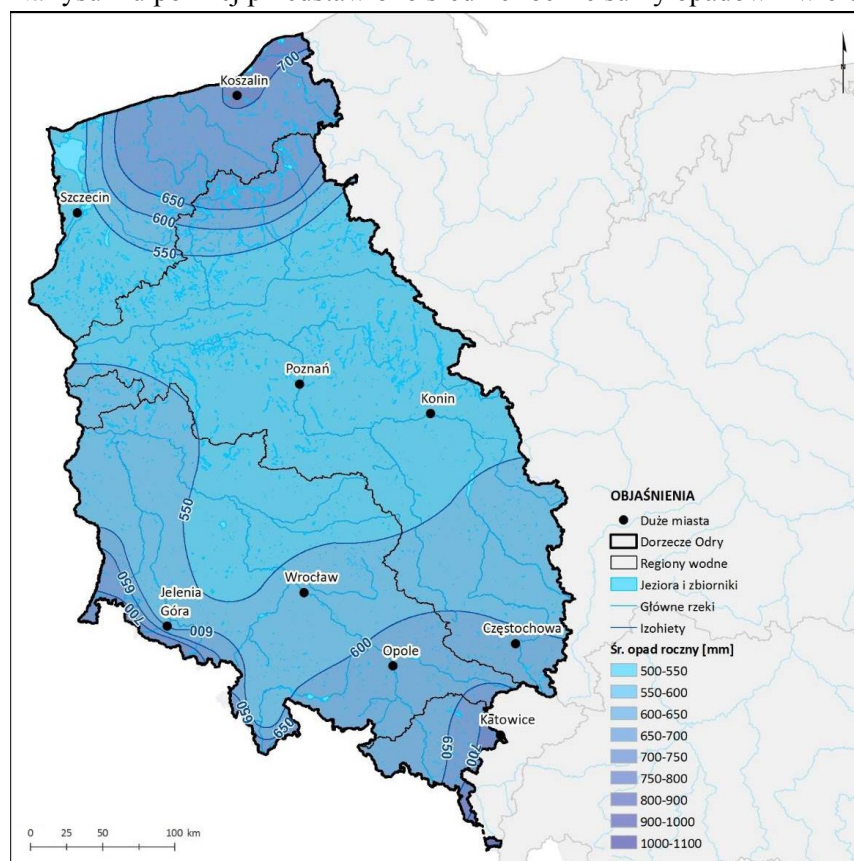 Koszalin
700
Szczecin
650
600
550
Poznań
Konin
550
650
700
Jelenia
Góra
Wrocław
600
600
Opole
Częstochowa
650
650
Katowice
650
700
0 25 50 100 km
OBJAŚNIENIA
Duże miasta
Dorzecze Odry
Regiony wodne
Jeziora i zbiorniki
Główne rzeki
Izohiety
Śr. opad roczny [mm]
500-550
550-600
600-650
650-700
700-750
750-800
800-900
900-1000
1000-1100